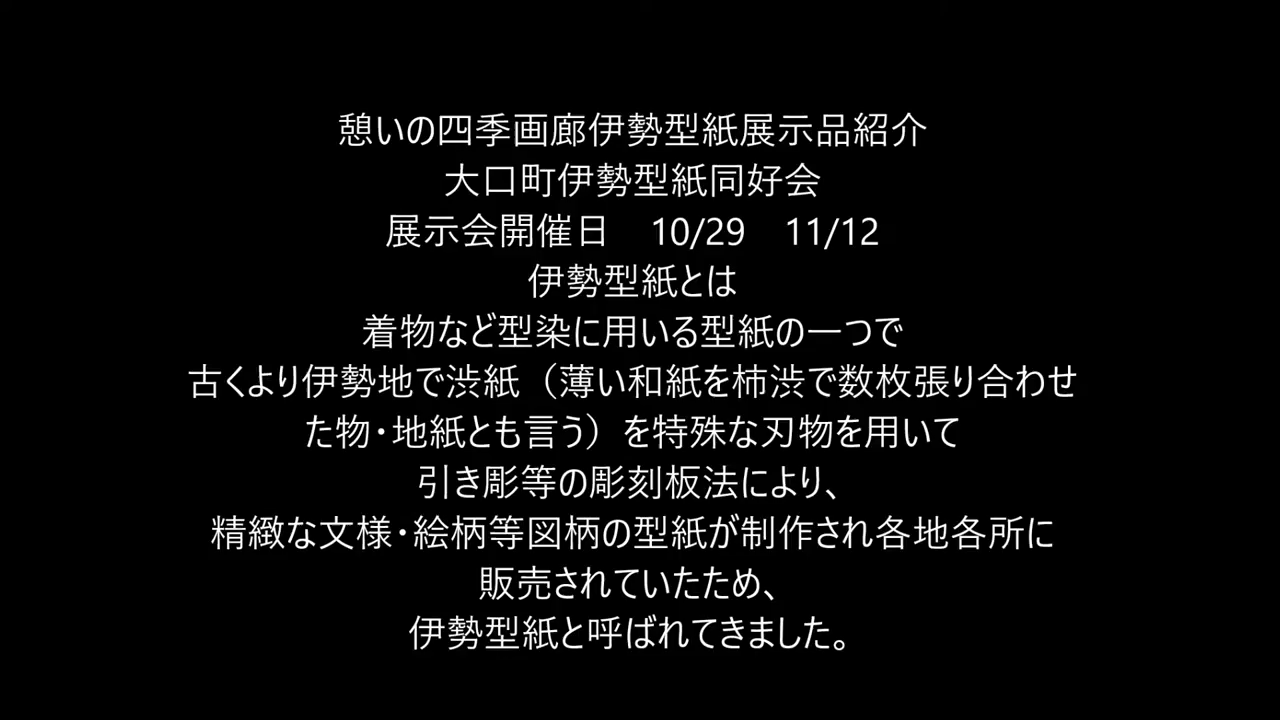 憩いの四季画廊伊勢型紙展示品紹介
大口町伊勢型紙同好会
展示会開催日　10/29　11/12
伊勢型紙とは
着物など型染に用いる型紙の一つで
古くより伊勢地で渋紙（薄い和紙を柿渋で数枚張り合わせ
た物・地紙とも言う）を特殊な刃物を用いて
引き彫等の彫刻板法により、
精緻な文様・絵柄等図柄の型紙が制作され各地各所に
販売されていたため、
伊勢型紙と呼ばれてきました。